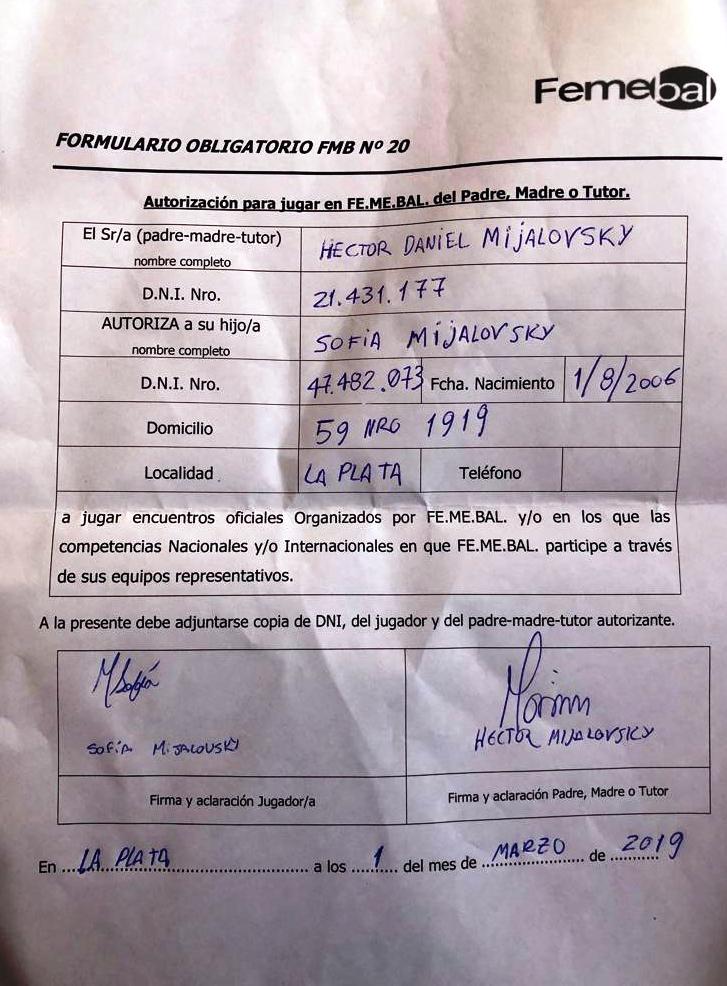 Femebal
FORMULARIO OBLIGATORIO FMB Nº 20
Autorización para jugar en FE.ME.BAL. del Padre, Madre o Tutor.
El Sr/a (padre-madre-tutor)
nombre completo
HECTOR DANIEL MIJALOVSKY
D.N.I. Nro.
21.431.177
AUTORIZA a su hijo/a
nombre completo
SOFIA MIJALOVSKY
D.N.I. Nro.
47.482.073
Fcha. Nacimiento
1/8/2006
Domicilio
59 NRO 1919
Localidad
LA PLATA
Teléfono
a jugar encuentros oficiales Organizados por FE.ME.BAL. y/o en los que las
competencias Nacionales y/o Internacionales en que FE.ME.BAL. participe a través
de sus equipos representativos.
A la presente debe adjuntarse copia de DNI, del jugador y del padre-madre-tutor autorizante.
SOFIA MIJALOVSKY
HECTOR MIJALOVSKY
Firma y aclaración Jugador/a
Firma y aclaración Padre, Madre o Tutor
En LA PLATA a los 1 del mes de MARZO de 2019